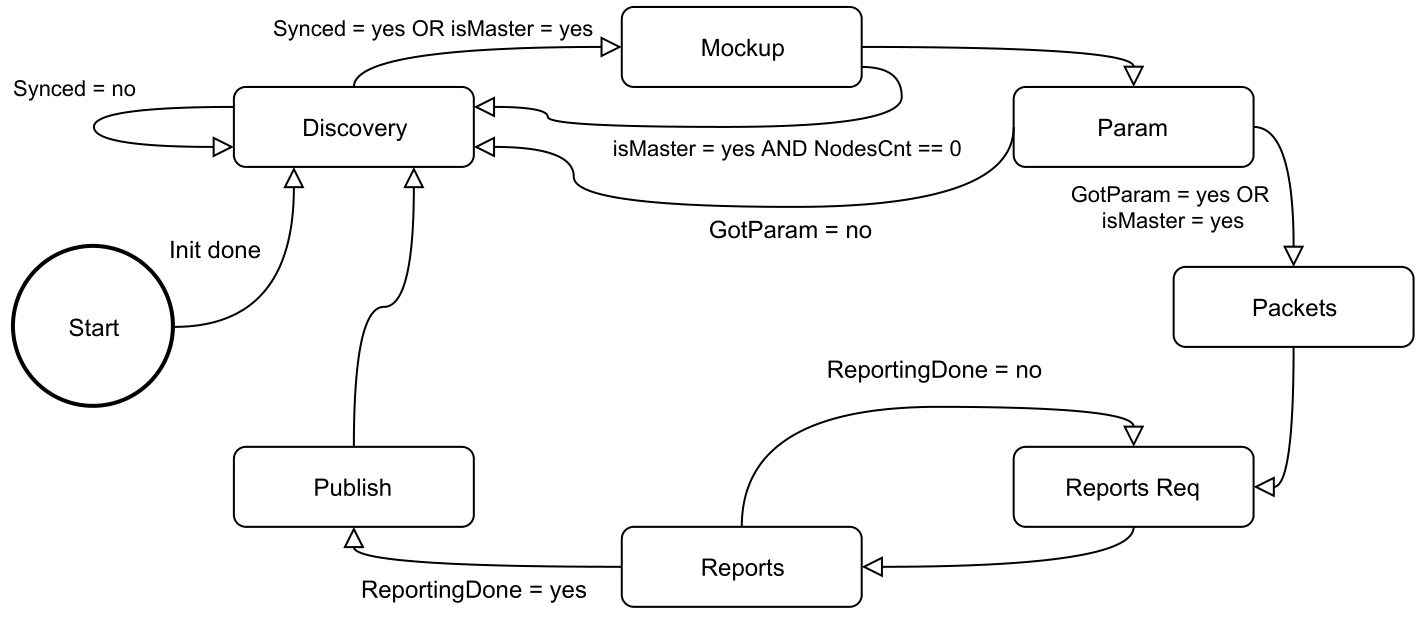 Synced = yes OR isMaster = yes
Mockup
Synced = no
Discovery
Param
isMaster = yes AND NodesCnt == 0
GotParam = yes OR
isMaster = yes
GotParam = no
Init done
Start
Packets
ReportingDone = no
Publish
Reports Req
Reports
ReportingDone = yes